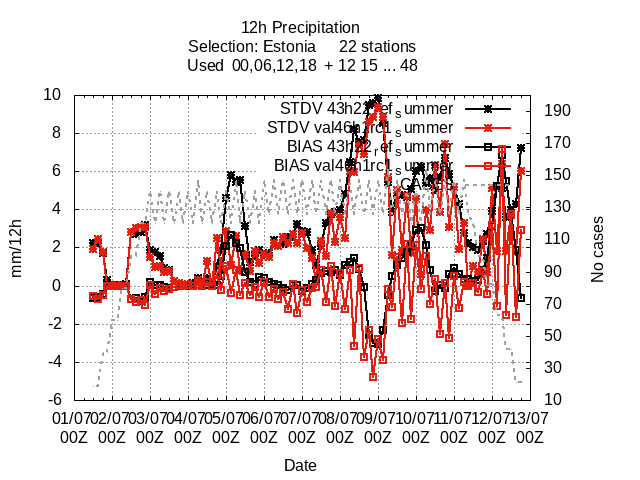 12h Precipitation
Selection: Estonia 22 stations
Used 00,06,12,18 + 12 15 ... 48
STDV 43h22_ref_summer
STDV val46h1rc1_summer
BIAS 43h22_ref_summer
BIAS val46h1rc1_summer
CASES
10
8
6
4
2
0
-2
-4
-6
190
170
150
130
110
90
70
50
30
10
mm/12h
No cases
01/07 02/07 03/07 04/07 05/07 06/07 07/07 08/07 09/07 10/07 11/07 12/07 13/07
00Z 00Z 00Z 00Z 00Z 00Z 00Z 00Z 00Z 00Z 00Z 00Z 00Z
Date